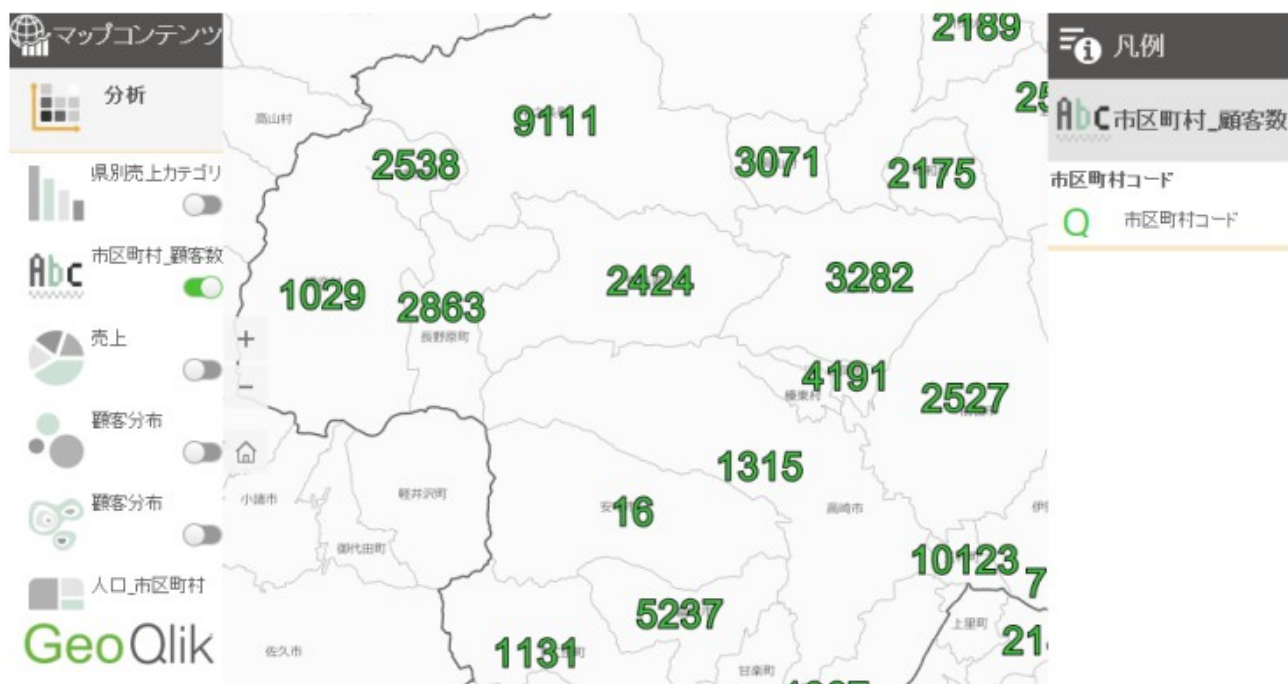 マップコンテンツ
分析
県別売上カテゴリ
市区町村_顧客数
売上
顧客分布
顧客分布
人口_市区町村
GeoQlik
2189
高山村
9111
2538
3071
2175
1029
2863
2424
3282
長野原町
+
−
4191
榛東村
2527
1315
小諸市
軽井沢町
16
高崎市
御代田町
10123
5237
上里町
佐久市
1131
甘楽町
凡例
Abc 市区町村_顧客数
市区町村コード
Q 市区町村コード